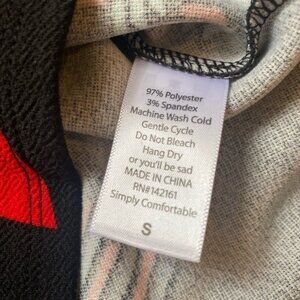 97% Polyester
3% Spandex
Machine Wash Cold
Gentle Cycle
Do Not Bleach
Hang Dry
or you'll be sad
MADE IN CHINA
RN#142161
Simply Comfortable
S